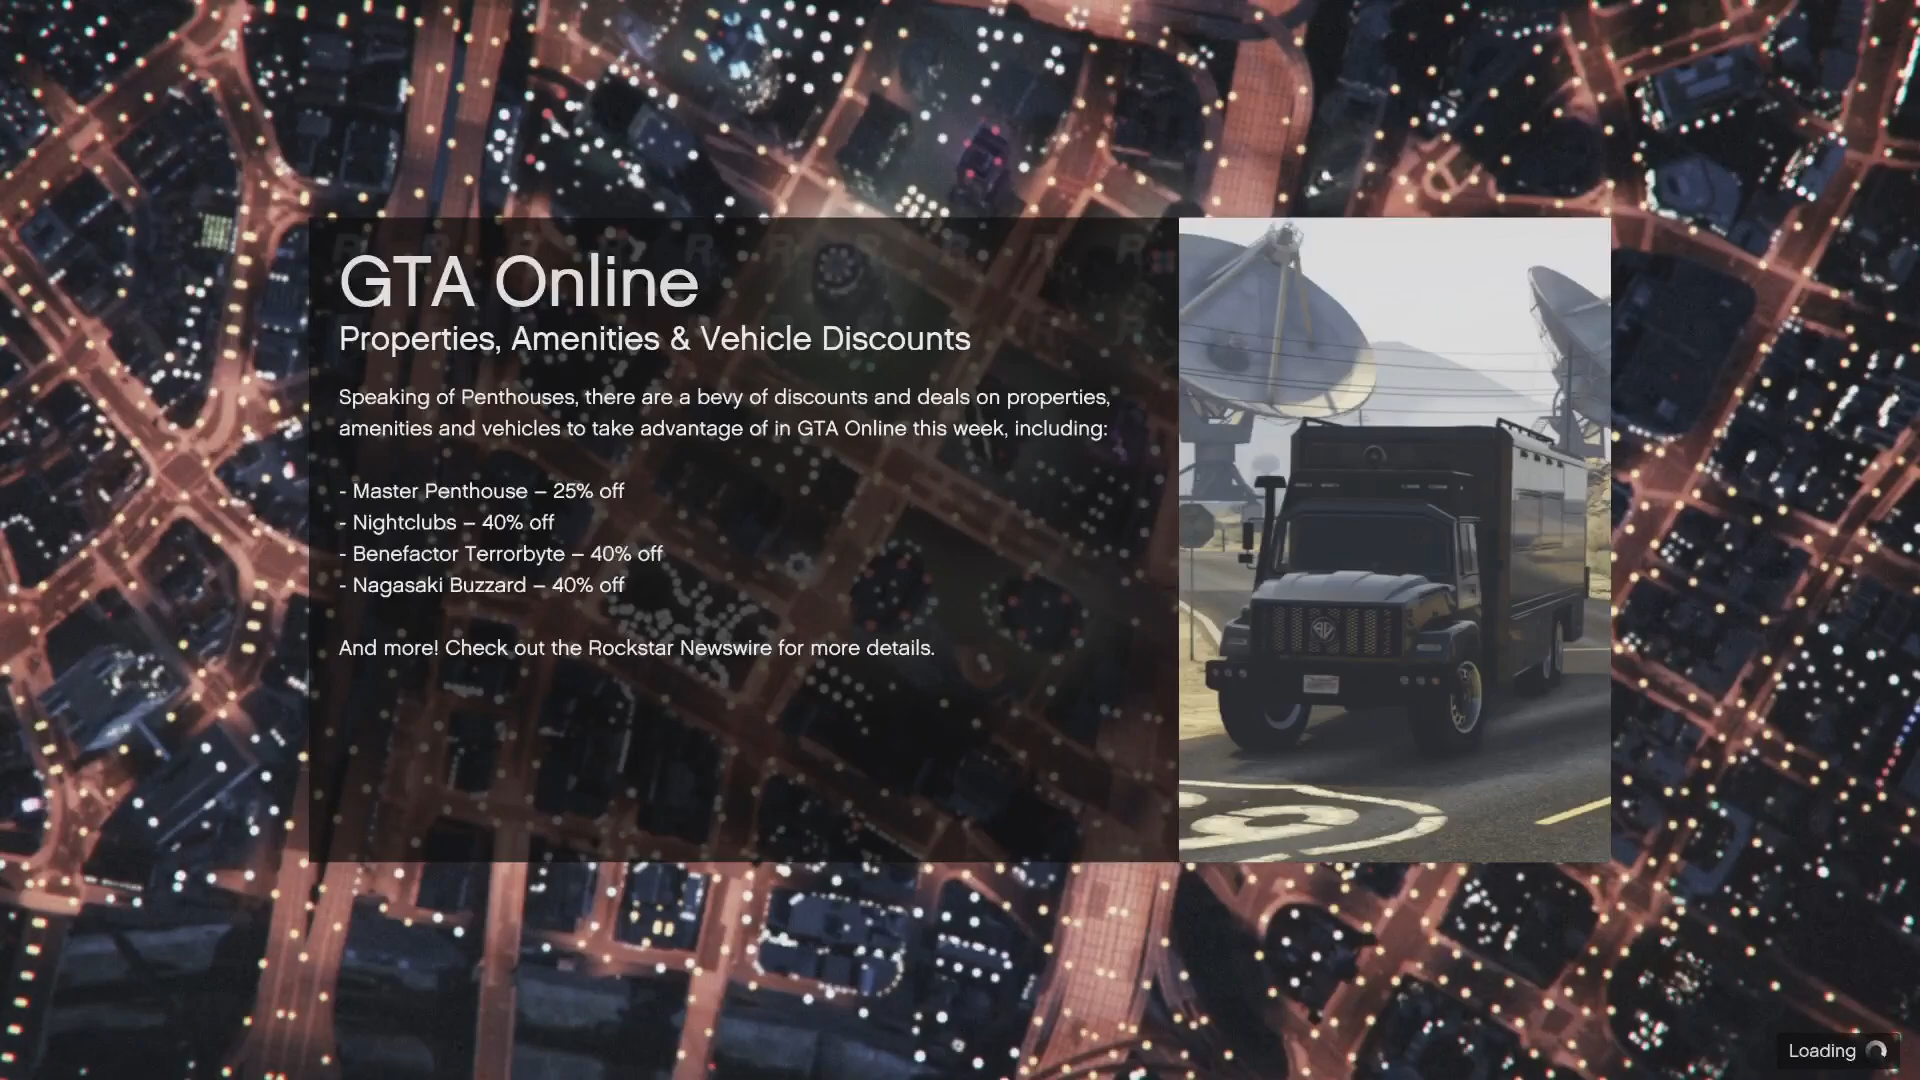 GTA Online
Properties, Amenities & Vehicle Discounts
Speaking of Penthouses, there are a bevy of discounts and deals on properties,
amenities and vehicles to take advantage of in GTA Online this week, including:
- Master Penthouse – 25% off
- Nightclubs – 40% off
- Benefactor Terrorbyte – 40% off
- Nagasaki Buzzard – 40% off
And more! Check out the Rockstar Newswire for more details.
Loading